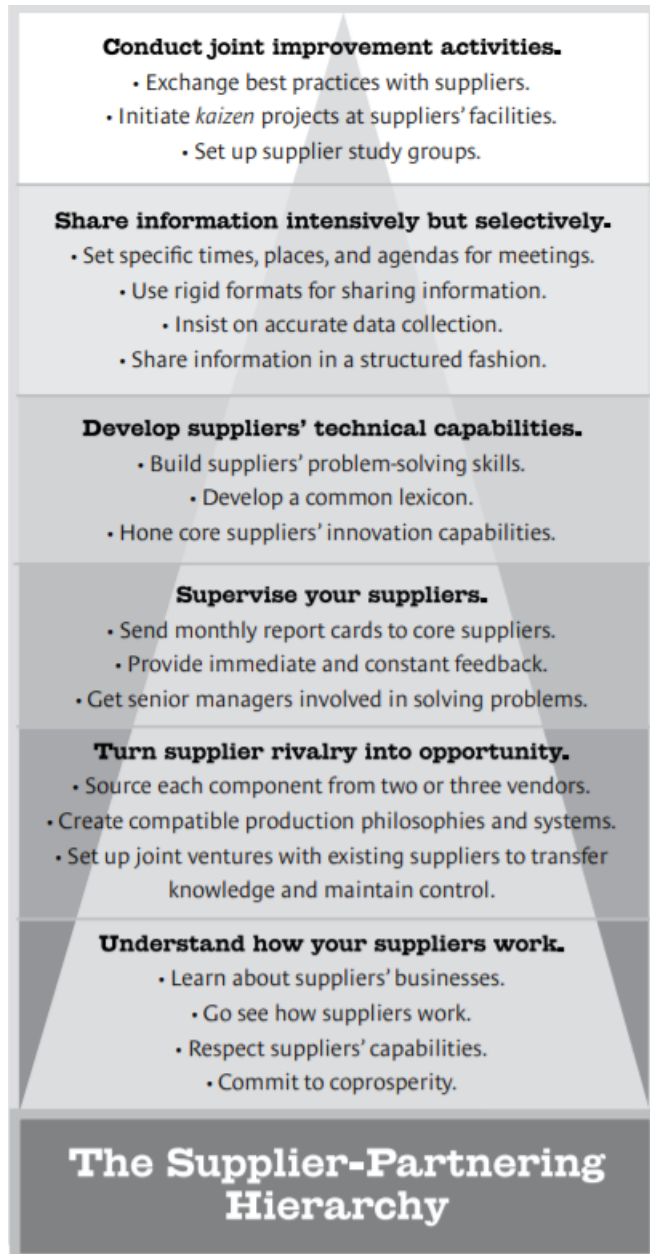 Conduct joint improvement activities.
• Exchange best practices with suppliers.
• Initiate kaizen projects at suppliers’ facilities.
• Set up supplier study groups.
Share information intensively but selectively.
• Set specific times, places, and agendas for meetings.
• Use rigid formats for sharing information.
• Insist on accurate data collection.
• Share information in a structured fashion.
Develop suppliers’ technical capabilities.
• Build suppliers’ problem-solving skills.
• Develop a common lexicon.
• Hone core suppliers’ innovation capabilities.
Supervise your suppliers.
• Send monthly report cards to core suppliers.
• Provide immediate and constant feedback.
• Get senior managers involved in solving problems.
Turn supplier rivalry into opportunity.
• Source each component from two or three vendors.
• Create compatible production philosophies and systems.
• Set up joint ventures with existing suppliers to transfer
knowledge and maintain control.
Understand how your suppliers work.
• Learn about suppliers’ businesses.
• Go see how suppliers work.
• Respect suppliers’ capabilities.
• Commit to coprosperity.
The Supplier-Partnering
Hierarchy